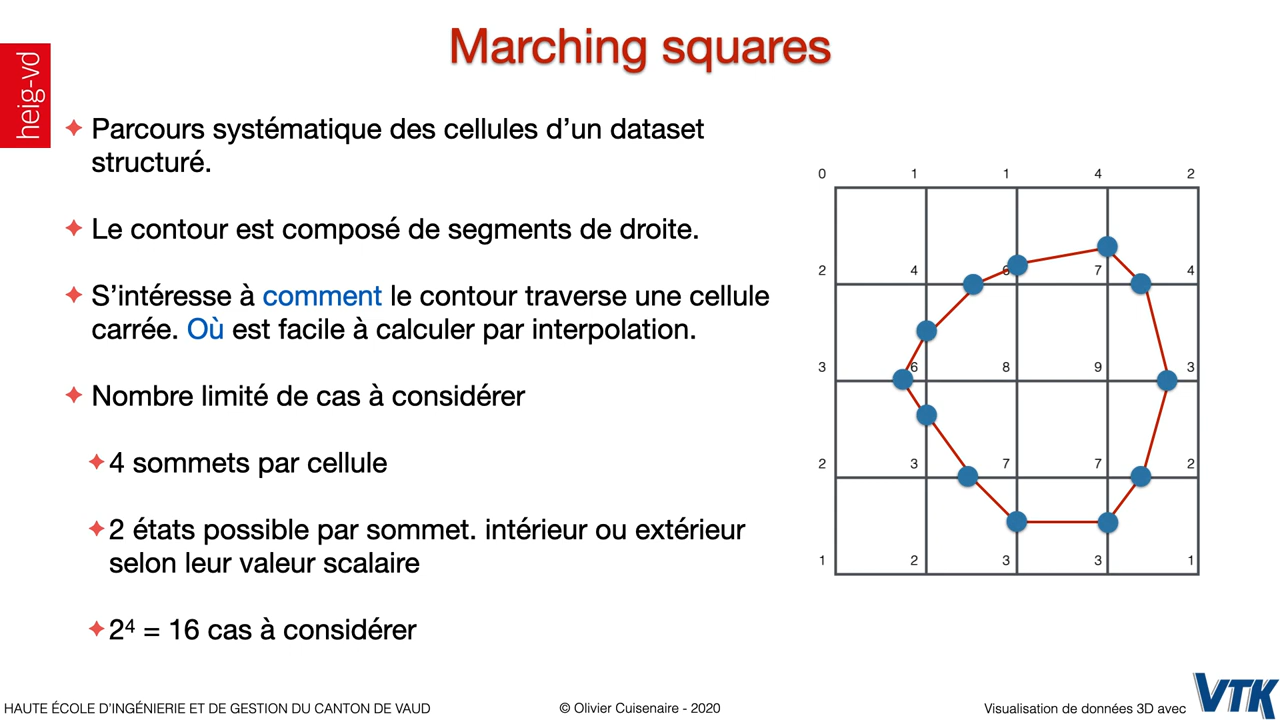 Marching squares
heig-vd
Parcours systématique des cellules d'un dataset
structuré.
Le contour est composé de segments de droite.
S'intéresse à comment le contour traverse une cellule
carrée. Où est facile à calculer par interpolation.
Nombre limité de cas à considérer
4 sommets par cellule
2 états possible par sommet. intérieur ou extérieur
selon leur valeur scalaire
2⁴ = 16 cas à considérer
0 1 1 4 2
2 4 6 7 4
3 6 8 9 3
2 3 7 7 2
1 2 3 3 1
HAUTE ÉCOLE D'INGÉNIERIE ET DE GESTION DU CANTON DE VAUD
© Olivier Cuisenaire - 2020
Visualisation de données 3D avec
VTK